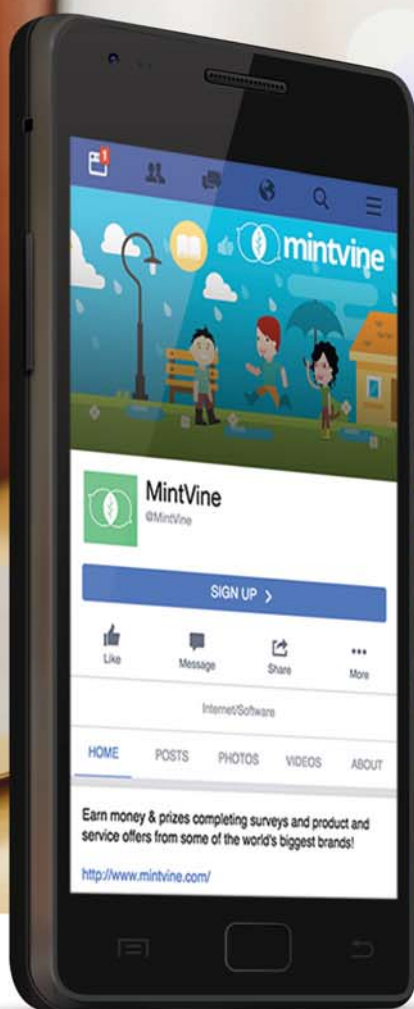 1
mintvine
MintVine
@MintVine
SIGN UP >
Like Message Share More
Internet/Software
HOME POSTS PHOTOS VIDEOS ABOUT
Earn money & prizes completing surveys and product and
service offers from some of the world's biggest brands!
http://www.mintvine.com/